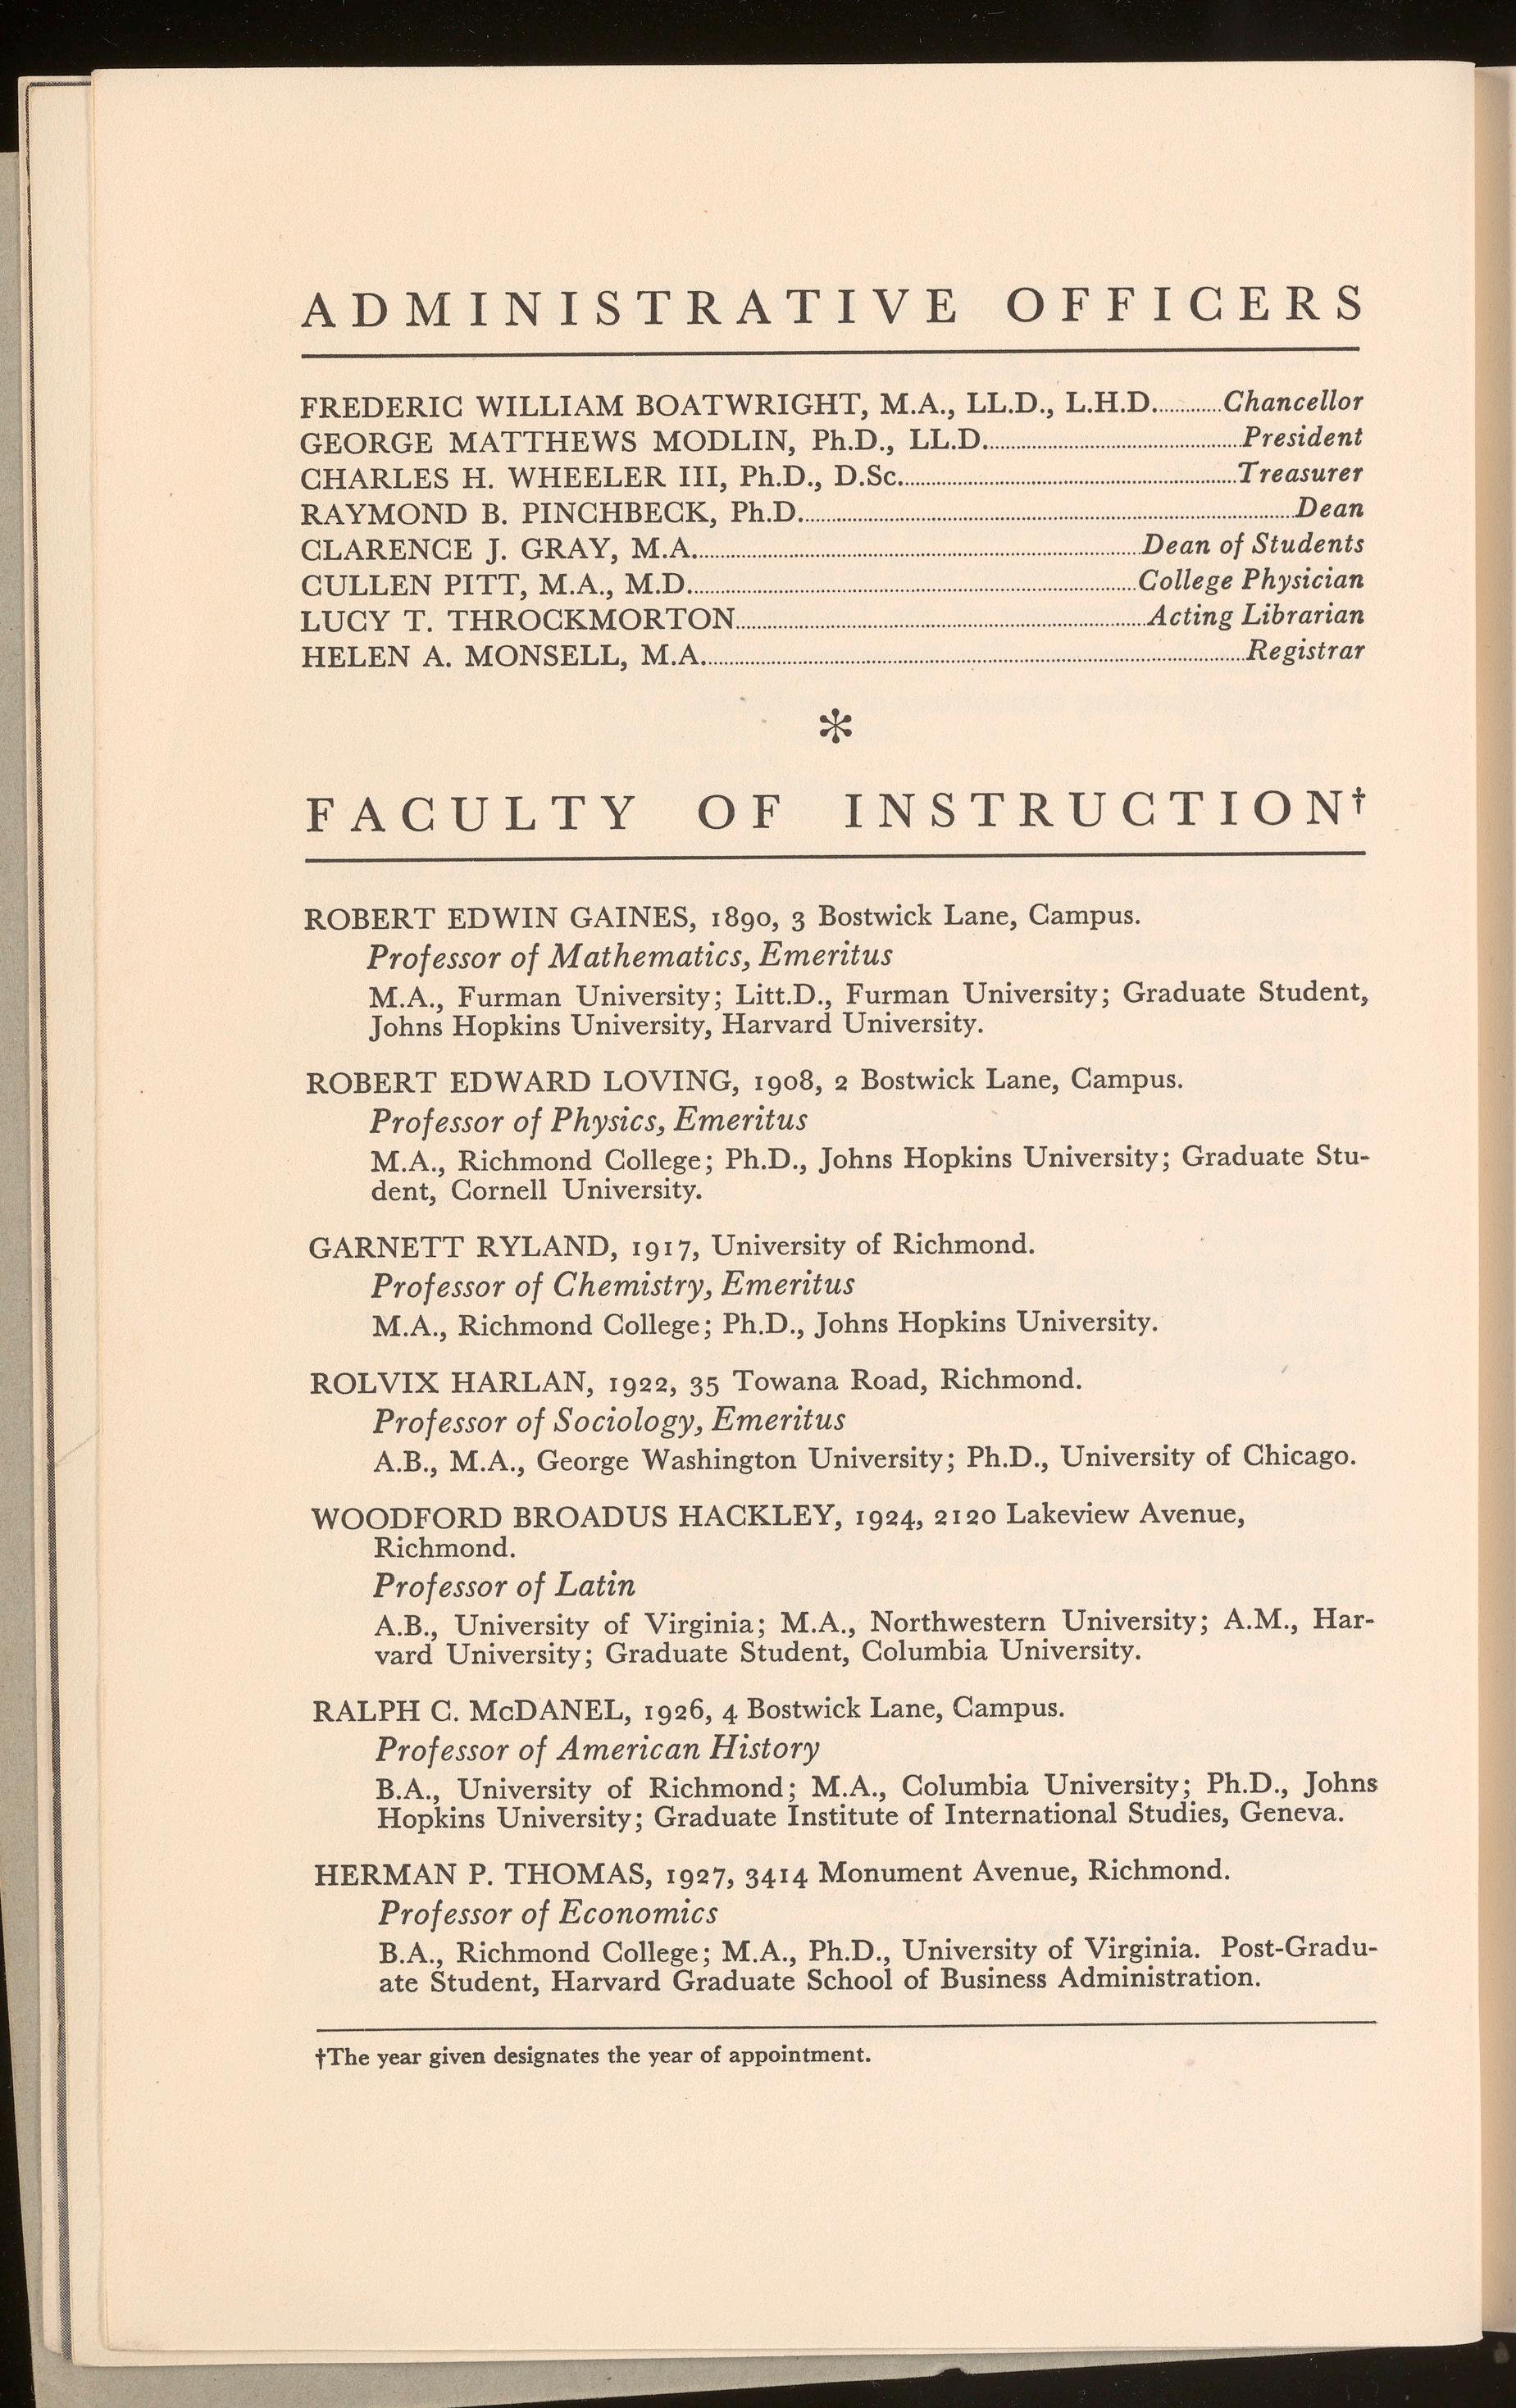 ADMINISTRATIVE OFFICERS
FREDERIC WILLIAM BOATWRIGHT, M.A., LL.D., L.H.D............Chancellor
GEORGE MATTHEWS MODLIN, Ph.D., LL.D............President
CHARLES H. WHEELER III, Ph.D., D.Sc............Treasurer
RAYMOND B. PINCHBECK, Ph.D............Dean
CLARENCE J. GRAY, M.A............Dean of Students
CULLEN PITT, M.A., M.D............College Physician
LUCY T. THROCKMORTON............Acting Librarian
HELEN A. MONSELL, M.A............Registrar
*
FACULTY OF INSTRUCTION†
ROBERT EDWIN GAINES, 1890, 3 Bostwick Lane, Campus.
Professor of Mathematics, Emeritus
M.A., Furman University; Litt.D., Furman University; Graduate Student,
Johns Hopkins University, Harvard University.
ROBERT EDWARD LOVING, 1908, 2 Bostwick Lane, Campus.
Professor of Physics, Emeritus
M.A., Richmond College; Ph.D., Johns Hopkins University; Graduate Stu-
dent, Cornell University.
GARNETT RYLAND, 1917, University of Richmond.
Professor of Chemistry, Emeritus
M.A., Richmond College; Ph.D., Johns Hopkins University.
ROLVIX HARLAN, 1922, 35 Towana Road, Richmond.
Professor of Sociology, Emeritus
A.B., M.A., George Washington University; Ph.D., University of Chicago.
WOODFORD BROADUS HACKLEY, 1924, 2120 Lakeview Avenue,
Richmond.
Professor of Latin
A.B., University of Virginia; M.A., Northwestern University; A.M., Har-
vard University; Graduate Student, Columbia University.
RALPH C. McDANEL, 1926, 4 Bostwick Lane, Campus.
Professor of American History
B.A., University of Richmond; M.A., Columbia University; Ph.D., Johns
Hopkins University; Graduate Institute of International Studies, Geneva.
HERMAN P. THOMAS, 1927, 3414 Monument Avenue, Richmond.
Professor of Economics
B.A., Richmond College; M.A., Ph.D., University of Virginia. Post-Gradu-
ate Student, Harvard Graduate School of Business Administration.
†The year given designates the year of appointment.